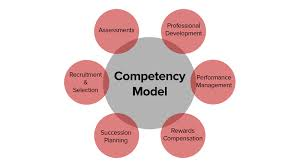 Assessments
Professional
Development
Recruitment
&
Selection
Competency
Model
Performance
Management
Succession
Planning
Rewards
Compensation